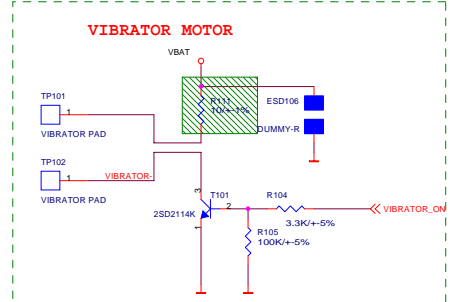 VIBRATOR MOTOR
VBAT
TP101
1
VIBRATOR PAD
R111
10/+-1%
ESD106
DUMMY-R
TP102
1
VIBRATOR-
VIBRATOR PAD
3
T101
2SD2114K
2
1
R104
3.3K/+-5%
VIBRATOR_ON
R105
100K/+-5%